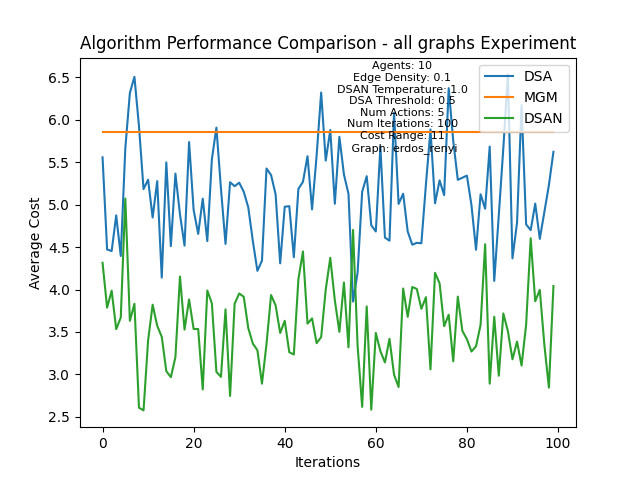 Algorithm Performance Comparison - all graphs Experiment
Agents: 10
Edge Density: 0.1
DSAN Temperature: 1.0
DSA Threshold: 0.5
Num Actions: 5
Num Iterations: 100
Cost Range: 11
Graph: erdos_renyi
DSA
MGM
DSAN
Average Cost
6.5
6.0
5.5
5.0
4.5
4.0
3.5
3.0
2.5
0 20 40 60 80 100
Iterations